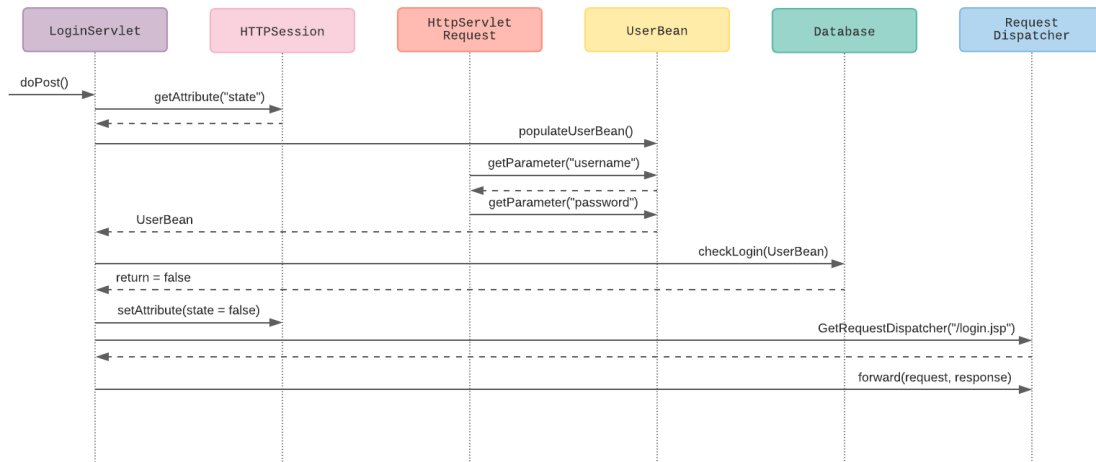 LoginServlet
HTTPSession
HttpServlet
Request
UserBean
Database
Request
Dispatcher
doPost()
getAttribute("state")
populateUserBean()
getParameter("username")
getParameter("password")
UserBean
checkLogin(UserBean)
return = false
setAttribute(state = false)
GetRequestDispatcher("/login.jsp")
forward(request, response)